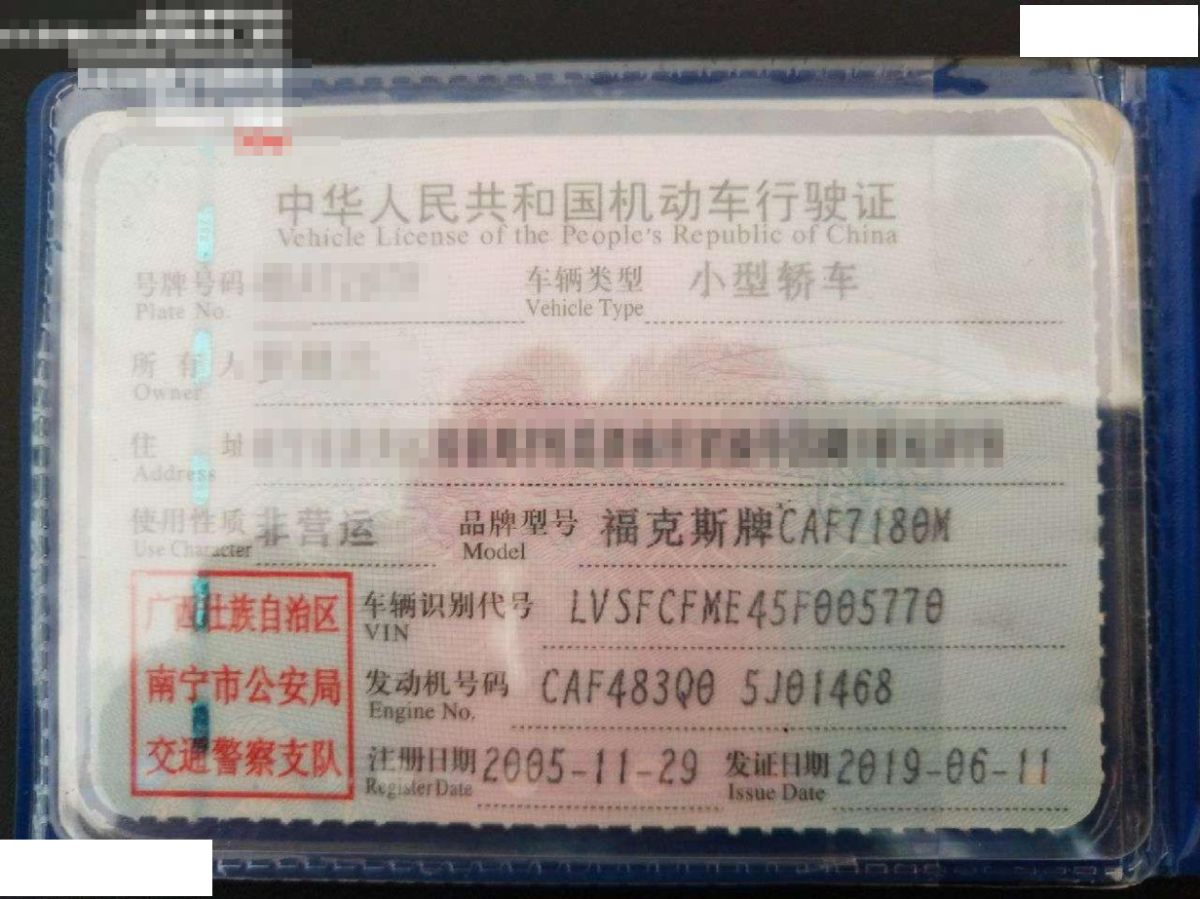 中华人民共和国机动车行驶证
Vehicle License of the People's Republic of China
号牌号码 车辆类型 小型轿车
Plate No. Vehicle Type
所有人
Owner
住址
Address
使用性质 非营运 品牌型号 福克斯牌CAF7180M
Use Character Model
广西壮族自治区
南宁市公安局
交通警察支队
车辆识别代号 LVSFCFME45F005770
VIN
发动机号码 CAF483Q0 5J01468
Engine No.
注册日期 2005-11-29 发证日期 2019-06-11
Register Date Issue Date